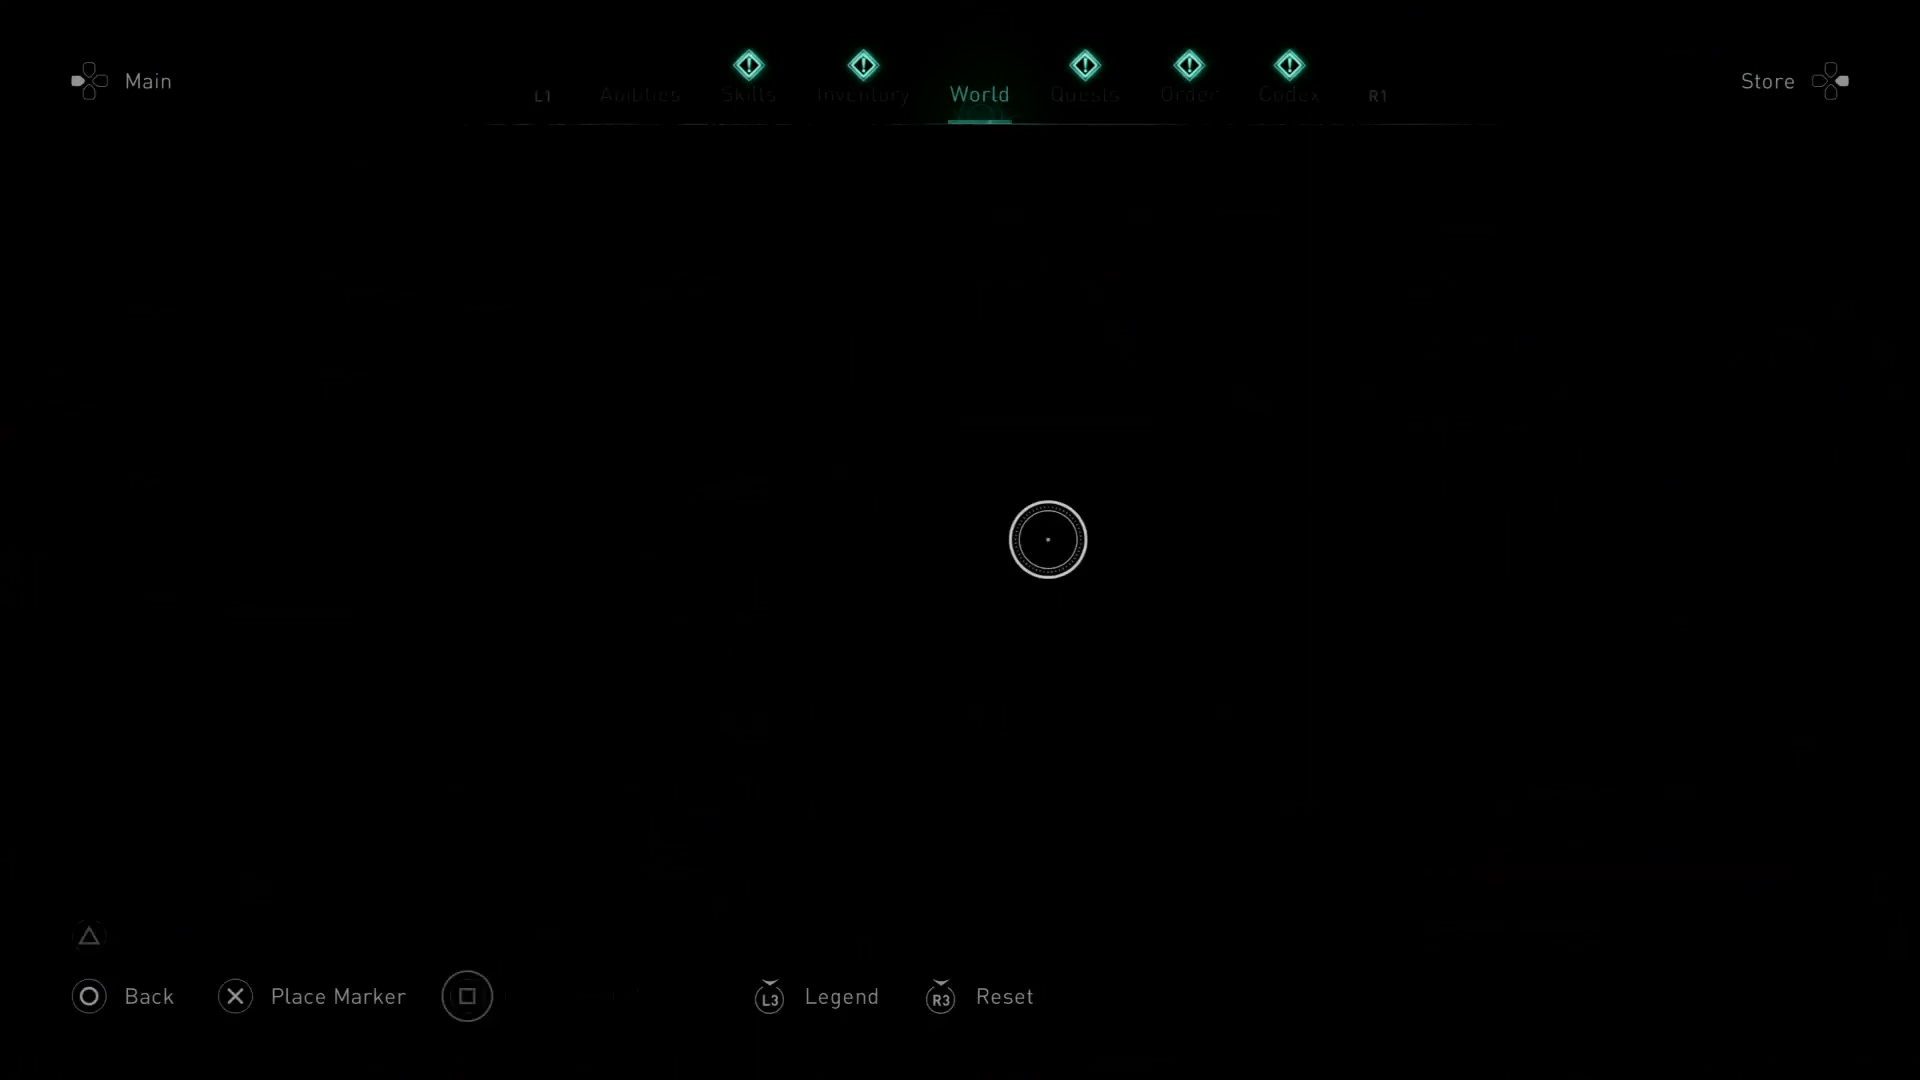 Main
L1 Abilities Skills Inventory World Quests Order Codex R1
Store
Back Place Marker L3 Legend R3 Reset